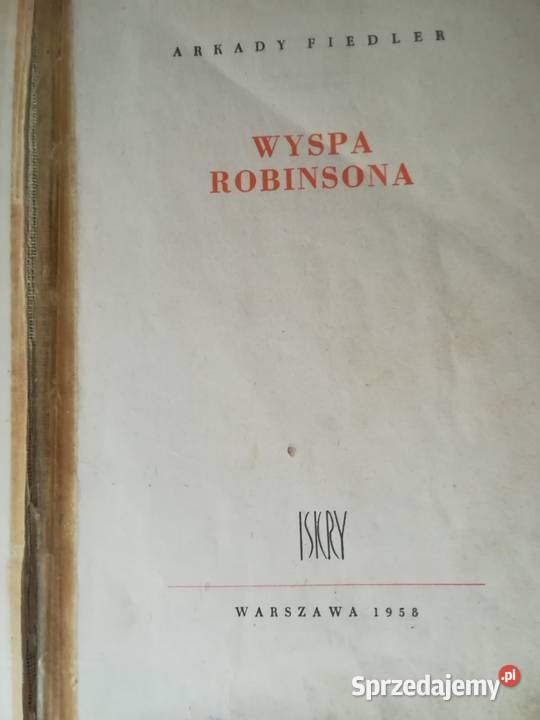 ARKADY FIEDLER
WYSPA
ROBINSONA
ISKRY
WARSZAWA 1958
Sprzedajemy.pl